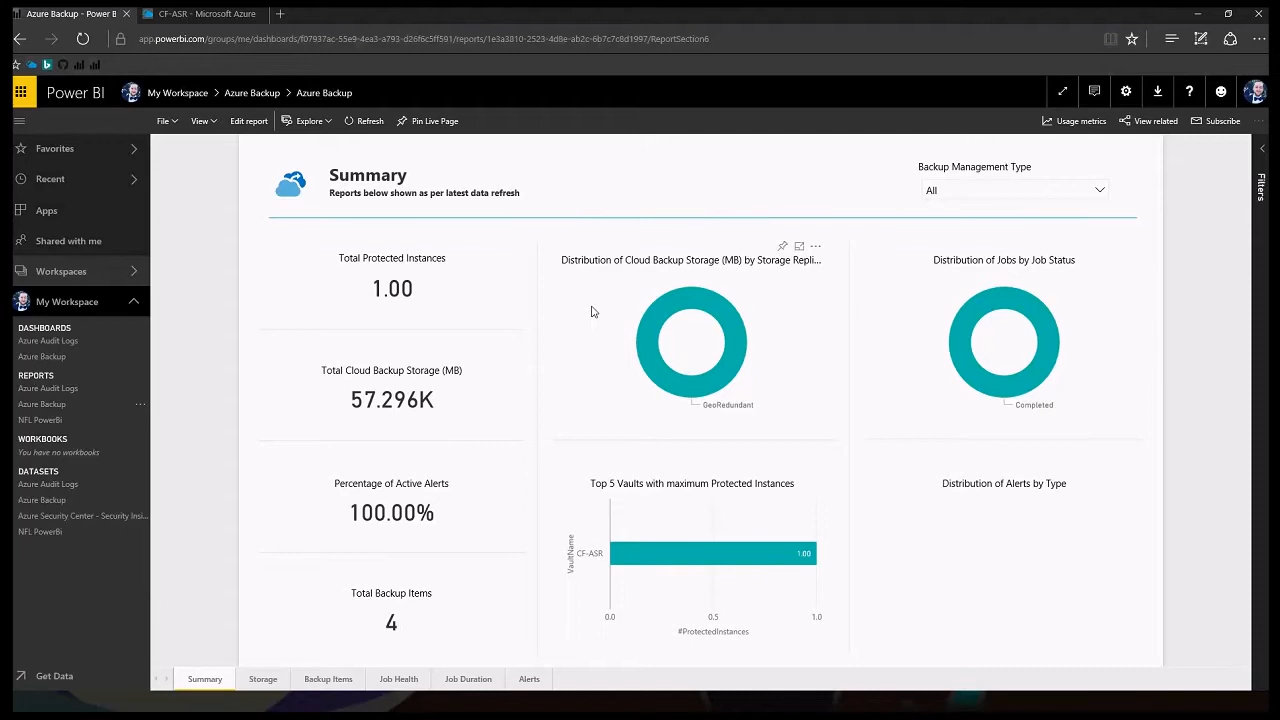 Azure Backup - Power B
CF-ASR - Microsoft Azure
app.powerbi.com/groups/me/dashboards/f07937ac-55e9-4ea3-a793-d26f6c5ff591/reports/1e3a3810-2523-4d8e-ab2c-6b7c7c8d1997/ReportSection6
Power BI
My Workspace > Azure Backup > Azure Backup
File View Edit report Explore Refresh Pin Live Page Usage metrics View related Subscribe
Favorites
Recent
Apps
Shared with me
Workspaces
My Workspace
DASHBOARDS
Azure Audit Logs
Azure Backup
REPORTS
Azure Audit Logs
Azure Backup
NFL PowerBi
WORKBOOKS
You have no workbooks
DATASETS
Azure Audit Logs
Azure Backup
Azure Security Center - Security Insi...
NFL PowerBi
Get Data
Summary
Reports below shown as per latest data refresh
Backup Management Type
All
Total Protected Instances
1.00
Total Cloud Backup Storage (MB)
57.296K
Percentage of Active Alerts
100.00%
Total Backup Items
4
Distribution of Cloud Backup Storage (MB) by Storage Repli...
GeoRedundant
Top 5 Vaults with maximum Protected Instances
VaultName
CF-ASR
1.00
0.0 0.5 1.0
#ProtectedInstances
Distribution of Jobs by Job Status
Completed
Distribution of Alerts by Type
Filters
Summary Storage Backup Items Job Health Job Duration Alerts